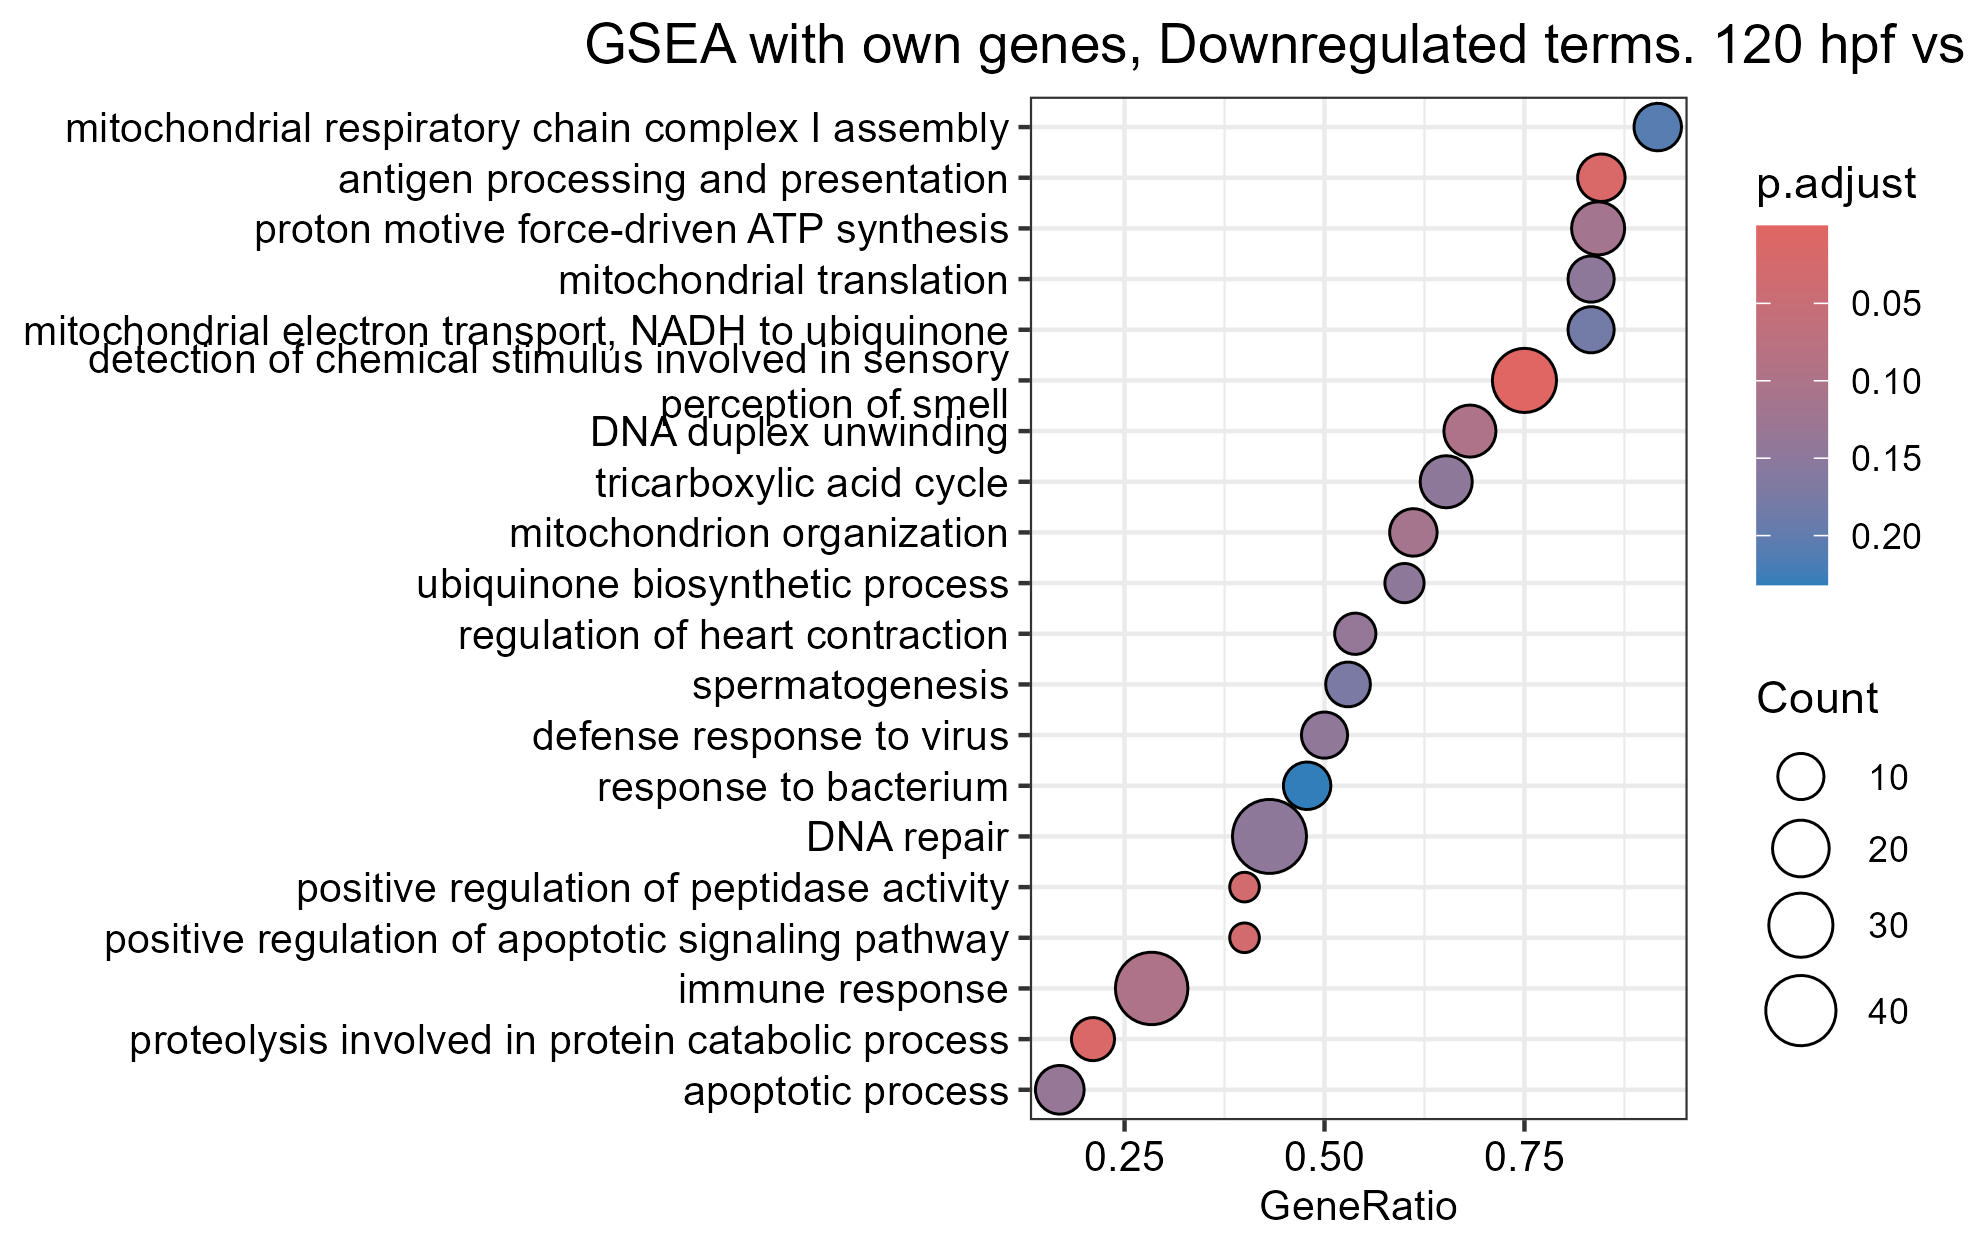 GSEA with own genes, Downregulated terms. 120 hpf vs
mitochondrial respiratory chain complex I assembly
antigen processing and presentation
proton motive force-driven ATP synthesis
mitochondrial translation
mitochondrial electron transport, NADH to ubiquinone
detection of chemical stimulus involved in sensory
perception of smell
DNA duplex unwinding
tricarboxylic acid cycle
mitochondrion organization
ubiquinone biosynthetic process
regulation of heart contraction
spermatogenesis
defense response to virus
response to bacterium
DNA repair
positive regulation of peptidase activity
positive regulation of apoptotic signaling pathway
immune response
proteolysis involved in protein catabolic process
apoptotic process
0.25 0.50 0.75
GeneRatio
p.adjust
0.05
0.10
0.15
0.20
Count
10
20
30
40